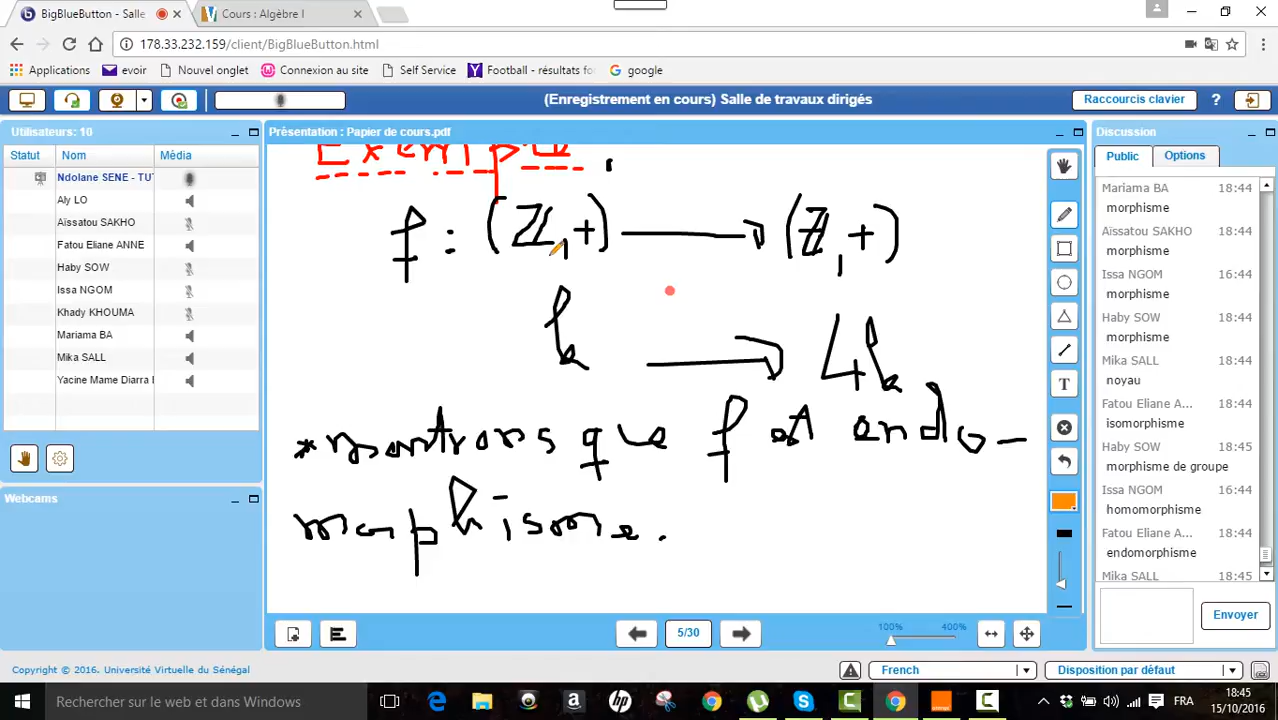 BigBlueButton - Salle
Cours : Algèbre I
178.33.232.159/client/BigBlueButton.html
Applications
evoir
Nouvel onglet
Connexion au site
Self Service
Football - résultats fo
google
(Enregistrement en cours) Salle de travaux dirigés
Raccourcis clavier
?
Utilisateurs: 10
Statut
Nom
Média
Ndolane SENE - TUT
Aly LO
Aïssatou SAKHO
Fatou Eliane ANNE
Haby SOW
Issa NGOM
Khady KHOUMA
Mariama BA
Mika SALL
Yacine Mame Diarra
Webcams
Présentation : Papier de cours.pdf
Exemple :
f : (ℤ, +) → (ℤ, +)
k → 4k
*montrons que f est endo-
morphisme.
5/30
100%
400%
Discussion
Public
Options
Mariama BA 18:44
morphisme
Aïssatou SAKHO 18:44
morphisme
Issa NGOM 16:44
morphisme
Haby SOW 18:44
morphisme
Mika SALL 18:44
noyau
Fatou Eliane A... 18:44
isomorfisme
Haby SOW 18:45
morphisme de groupe
Issa NGOM 16:44
homomorfisme
Fatou Eliane A... 18:44
endomorphisme
Mika SALL 18:45
Envoyer
Copyright © 2016. Université Virtuelle du Sénégal
French
Disposition par défaut
Rechercher sur le web et dans Windows
FRA
18:45
15/10/2016